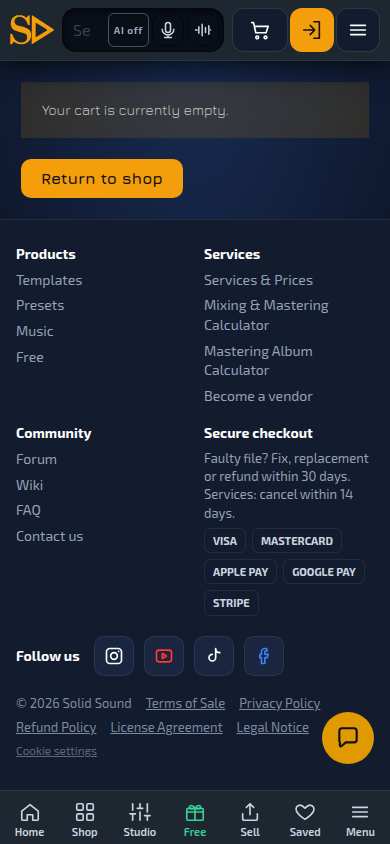 SD
Se
AI off
Your cart is currently empty.
Return to shop
Products
Templates
Presets
Music
Free
Services
Services & Prices
Mixing & Mastering
Calculator
Mastering Album
Calculator
Become a vendor
Community
Forum
Wiki
FAQ
Contact us
Secure checkout
Faulty file? Fix, replacement
or refund within 30 days.
Services: cancel within 14
days.
VISA MASTERCARD
APPLE PAY GOOGLE PAY
STRIPE
Follow us
© 2026 Solid Sound Terms of Sale Privacy Policy
Refund Policy License Agreement Legal Notice
Cookie settings
Home Shop Studio Free Sell Saved Menu